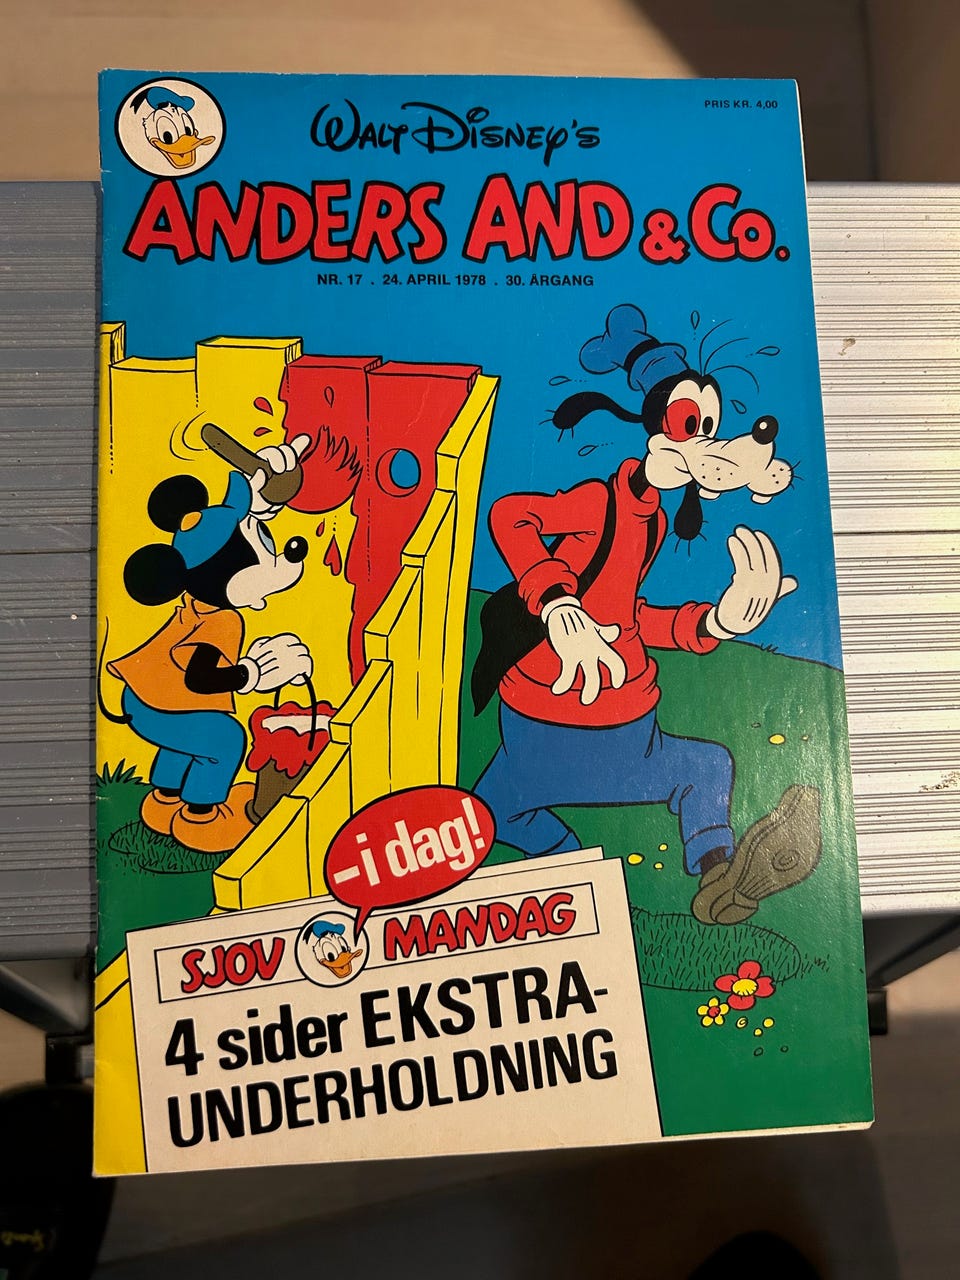 PRIS KR. 4,00
WALT DISNEY'S
ANDERS AND & Co.
NR. 17 . 24. APRIL 1978 . 30. ÅRGANG
-i dag!
SJOV MANDAG
4 sider EKSTRA-
UNDERHOLDNING